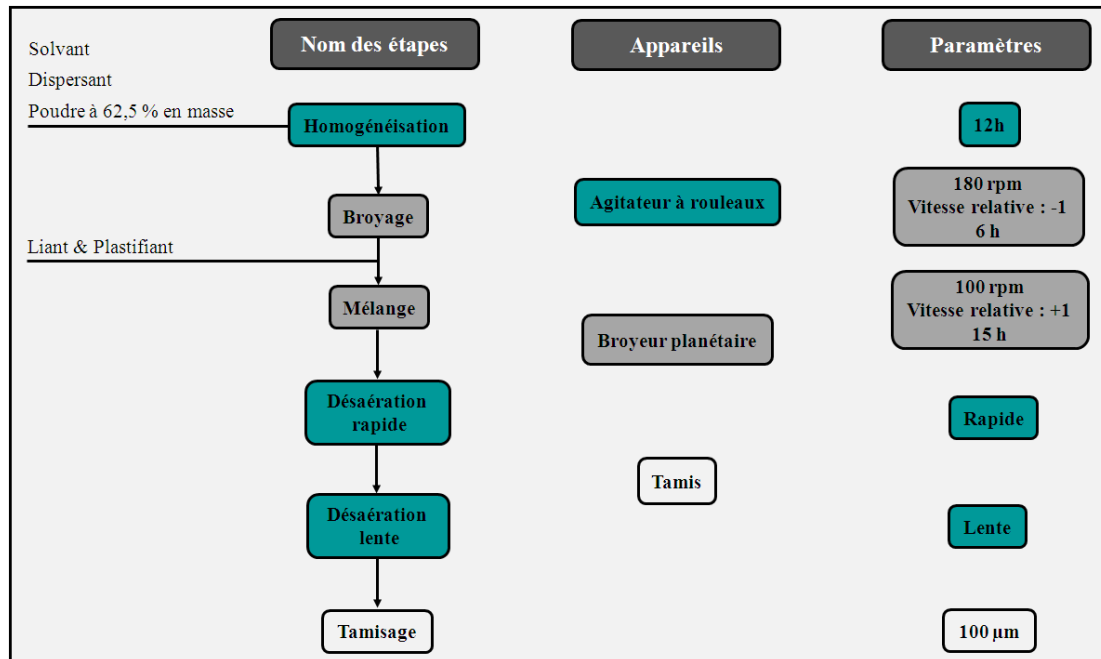 Nom des étapes
Appareils
Paramètres
Solvant
Dispersant
Poudre à 62,5 % en masse
Homogénéisation
12h
Broyage
Agitateur à rouleaux
180 rpm
Vitesse relative : -1
6 h
Liant & Plastifiant
Mélange
Broyeur planétaire
100 rpm
Vitesse relative : +1
15 h
Désaération
rapide
Rapide
Tamis
Désaération
lente
Lente
Tamisage
100 µm